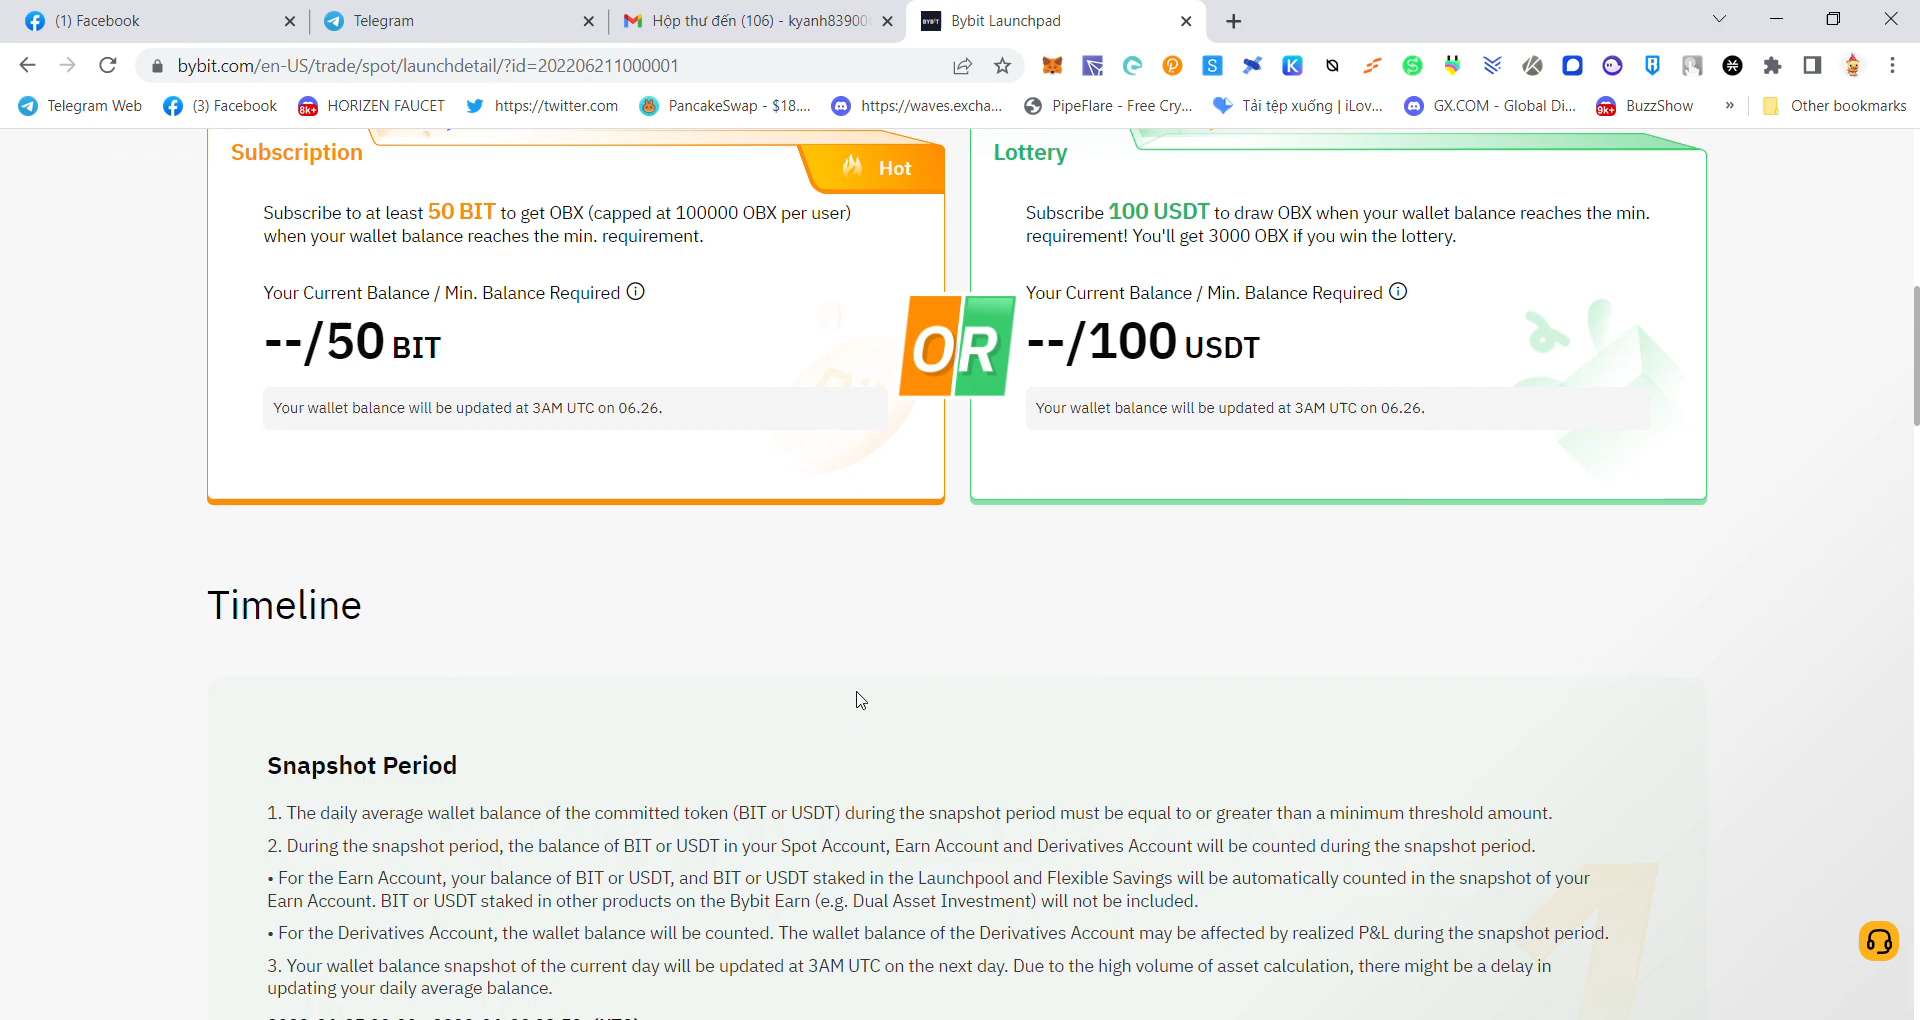 (1) Facebook
Telegram
Hộp thư đến (106) - kyanh83900
Bybit Launchpad
bybit.com/en-US/trade/spot/launchdetail/?id=202206211000001
Telegram Web
(3) Facebook
8k+
HORIZEN FAUCET
https://twitter.com
PancakeSwap - $18....
https://waves.excha...
PipeFlare - Free Cry...
Tải tệp xuống | iLov...
GX.COM - Global Di...
9k+
BuzzShow
»
Other bookmarks
Subscription
Hot
Subscribe to at least 50 BIT to get OBX (capped at 100000 OBX per user)
when your wallet balance reaches the min. requirement.
Your Current Balance / Min. Balance Required
--/50 BIT
Your wallet balance will be updated at 3AM UTC on 06.26.
OR
Lottery
Subscribe 100 USDT to draw OBX when your wallet balance reaches the min.
requirement! You'll get 3000 OBX if you win the lottery.
Your Current Balance / Min. Balance Required
--/100 USDT
Your wallet balance will be updated at 3AM UTC on 06.26.
Timeline
Snapshot Period
1. The daily average wallet balance of the committed token (BIT or USDT) during the snapshot period must be equal to or greater than a minimum threshold amount.
2. During the snapshot period, the balance of BIT or USDT in your Spot Account, Earn Account and Derivatives Account will be counted during the snapshot period.
• For the Earn Account, your balance of BIT or USDT, and BIT or USDT staked in the Launchpool and Flexible Savings will be automatically counted in the snapshot of your
Earn Account. BIT or USDT staked in other products on the Bybit Earn (e.g. Dual Asset Investment) will not be included.
• For the Derivatives Account, the wallet balance will be counted. The wallet balance of the Derivatives Account may be affected by realized P&L during the snapshot period.
3. Your wallet balance snapshot of the current day will be updated at 3AM UTC on the next day. Due to the high volume of asset calculation, there might be a delay in
updating your daily average balance.